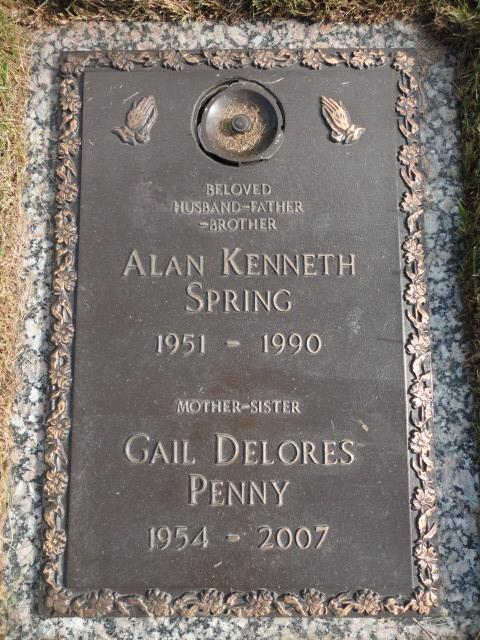 BELOVED
HUSBAND-FATHER
-BROTHER
ALAN KENNETH
SPRING
1951 - 1990
MOTHER-SISTER
GAIL DELORES
PENNY
1954 - 2007